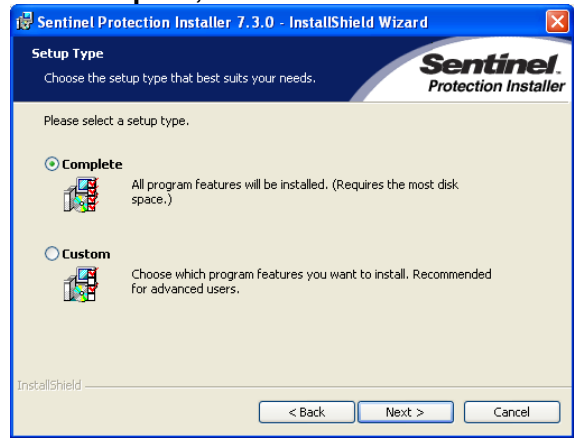 Sentinel Protection Installer 7.3.0 - InstallShield Wizard
Setup Type
Choose the setup type that best suits your needs.
Sentinel
Protection Installer
Please select a setup type.
Complete
All program features will be installed. (Requires the most disk
space.)
Custom
Choose which program features you want to install. Recommended
for advanced users.
InstallShield
< Back
Next >
Cancel